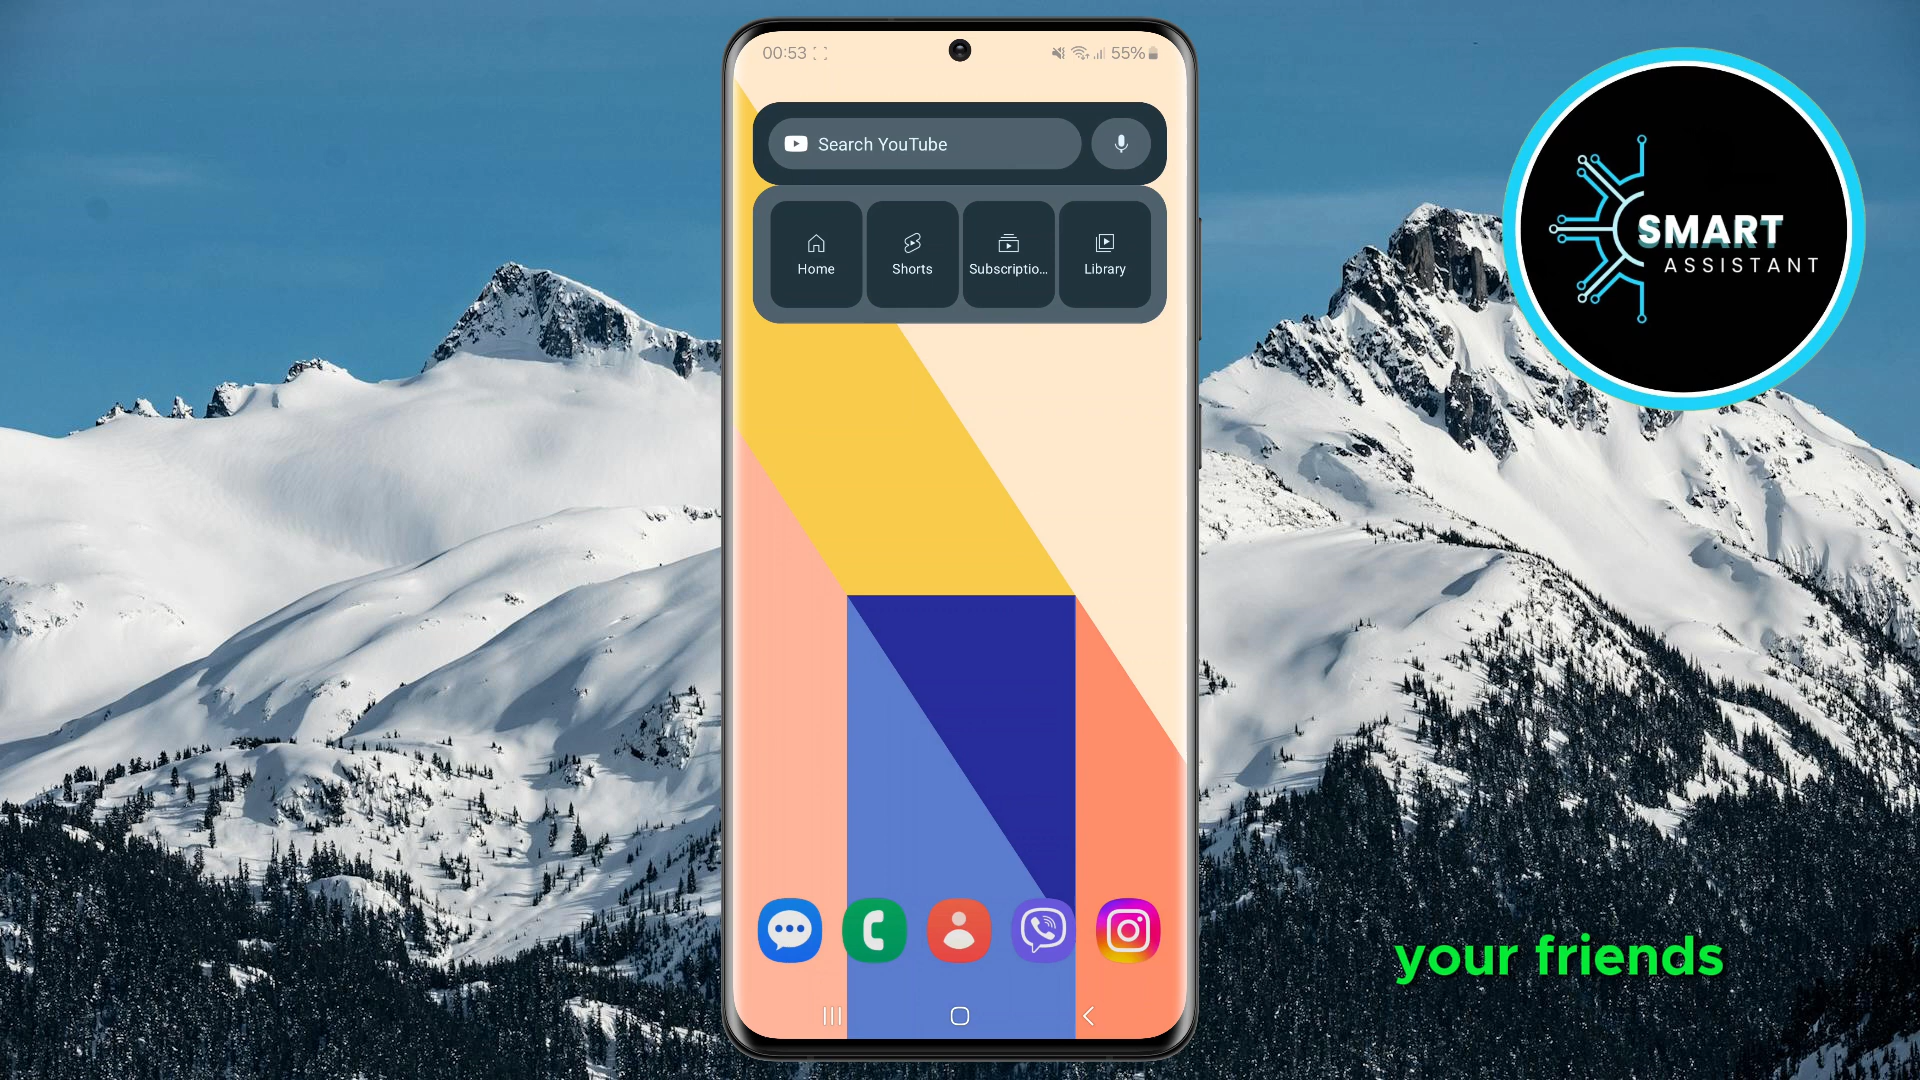 00:53
55%
Search YouTube
Home
Shorts
Subscriptio...
Library
SMART
ASSISTANT
your friends